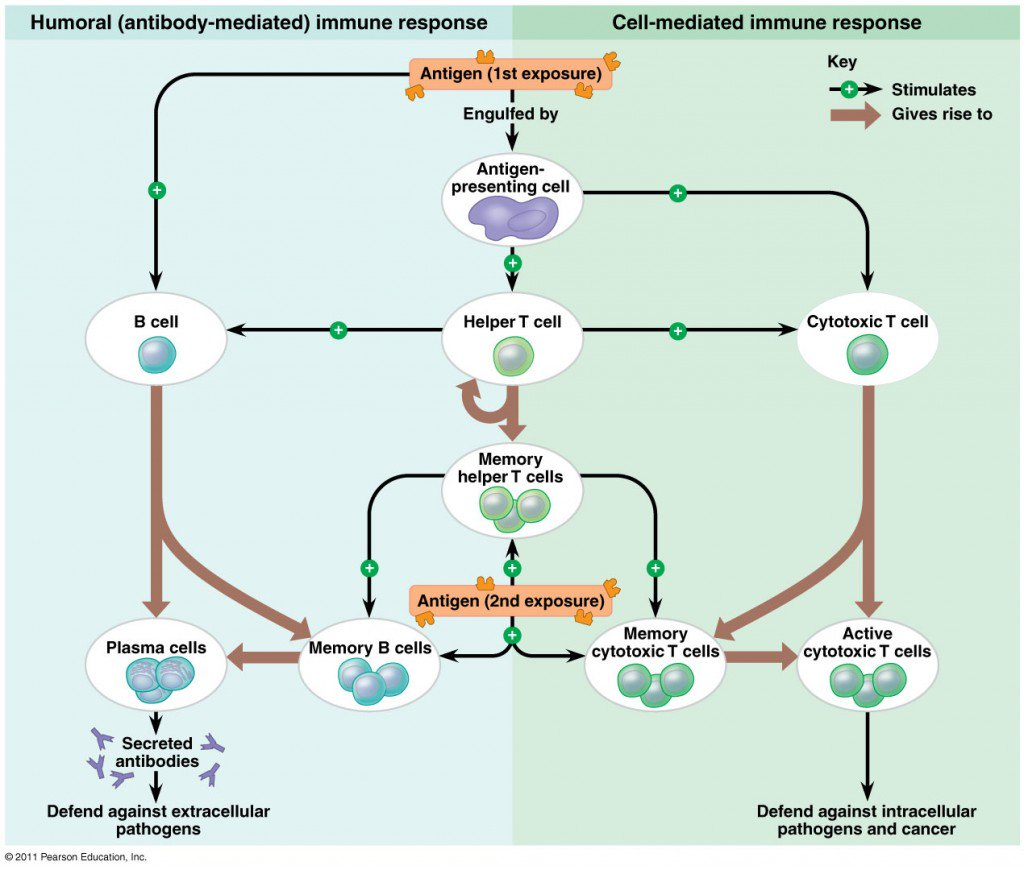 Humoral (antibody-mediated) immune response
Cell-mediated immune response
Key
Stimulates
Gives rise to
Antigen (1st exposure)
Engulfed by
Antigen-
presenting cell
B cell
Helper T cell
Cytotoxic T cell
Memory
helper T cells
Antigen (2nd exposure)
Plasma cells
Memory B cells
Memory
cytotoxic T cells
Active
cytotoxic T cells
Secreted
antibodies
Defend against extracellular
pathogens
Defend against intracellular
pathogens and cancer
© 2011 Pearson Education, Inc.